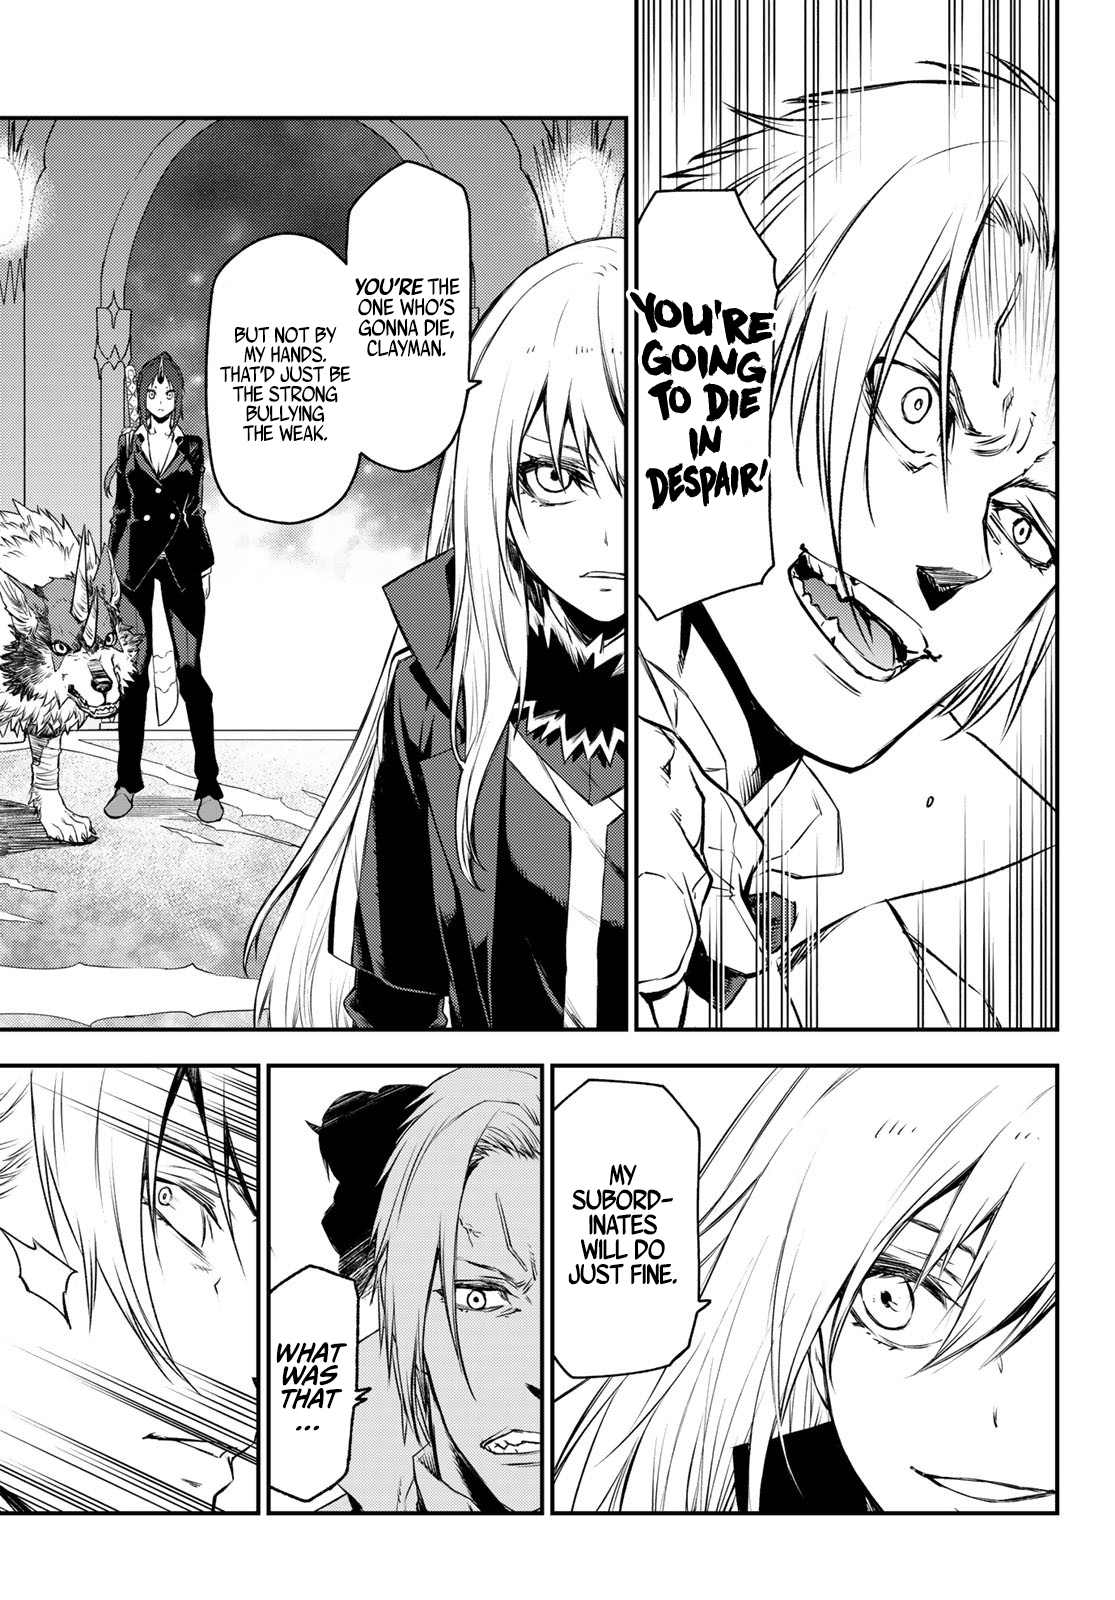 YOU'RE
GOING
TO DIE
IN
DESPAIR!
YOU'RE THE
ONE WHO'S
GONNA DIE,
CLAYMAN.
BUT NOT BY
MY HANDS.
THAT'D JUST BE
THE STRONG
BULLYING
THE WEAK.
MY
SUBORD-
INATES
WILL DO
JUST FINE.
WHAT
WAS
THAT
...